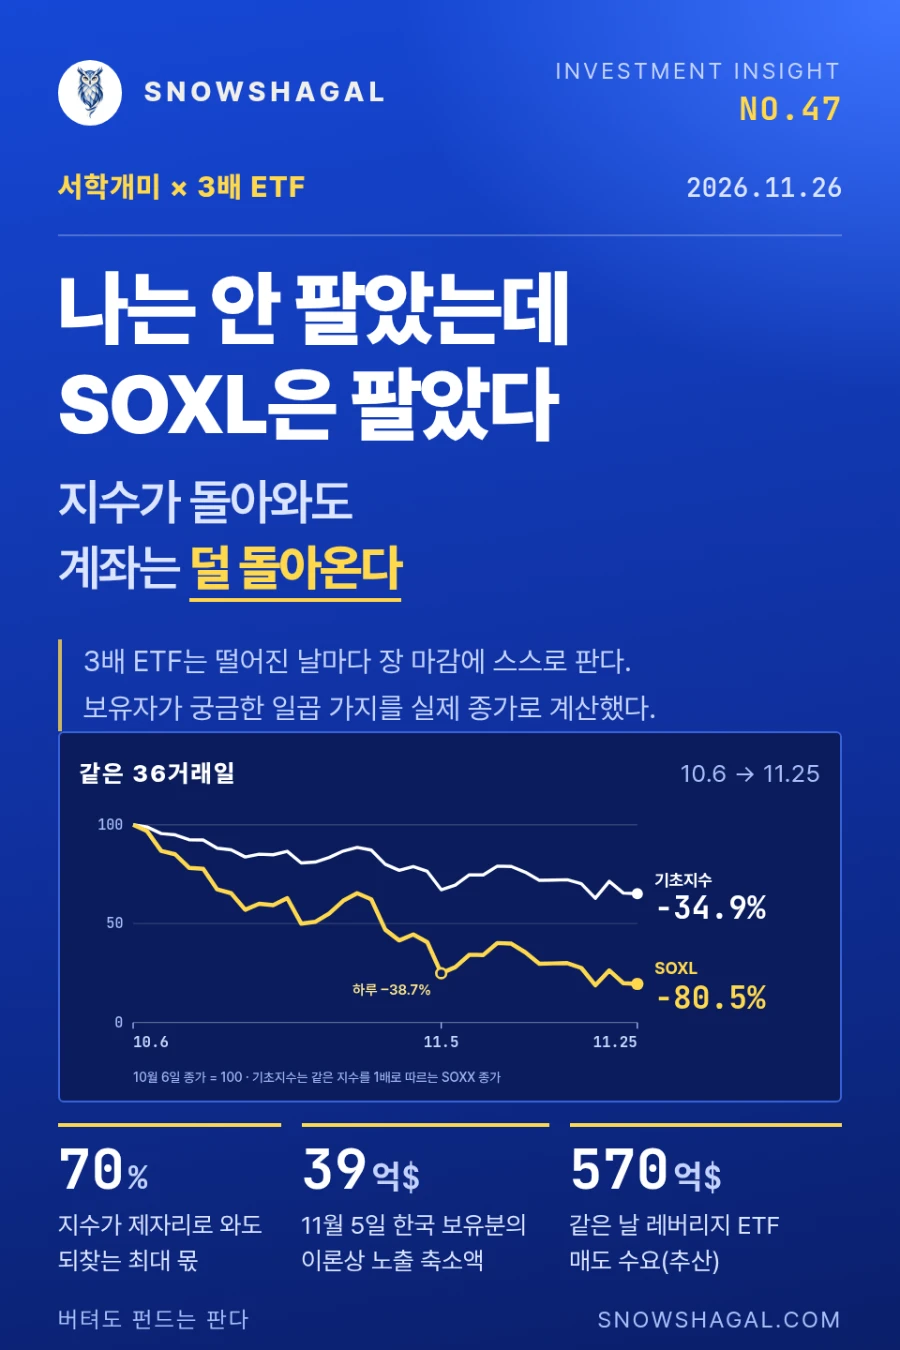 SNOWSHAGAL
INVESTMENT INSIGHT
NO.47
서학개미 × 3배 ETF
2026.11.26
나는 안 팔았는데
SOXL은 팔았다
지수가 돌아와도
계좌는 덜 돌아온다
3배 ETF는 떨어진 날마다 장 마감에 스스로 판다.
보유자가 궁금한 일곱 가지를 실제 종가로 계산했다.
같은 36거래일
10.6 → 11.25
100
50
0
기초지수
-34.9%
SOXL
-80.5%
하루 −38.7%
10.6
11.5
11.25
10월 6일 종가 = 100 · 기초지수는 같은 지수를 1배로 따르는 SOXX 종가
70%
지수가 제자리로 와도
되찾는 최대 몫
39억$
11월 5일 한국 보유분의
이론상 노출 축소액
570억$
같은 날 레버리지 ETF
매도 수요(추산)
버텨도 펀드는 판다
SNOWSHAGAL.COM